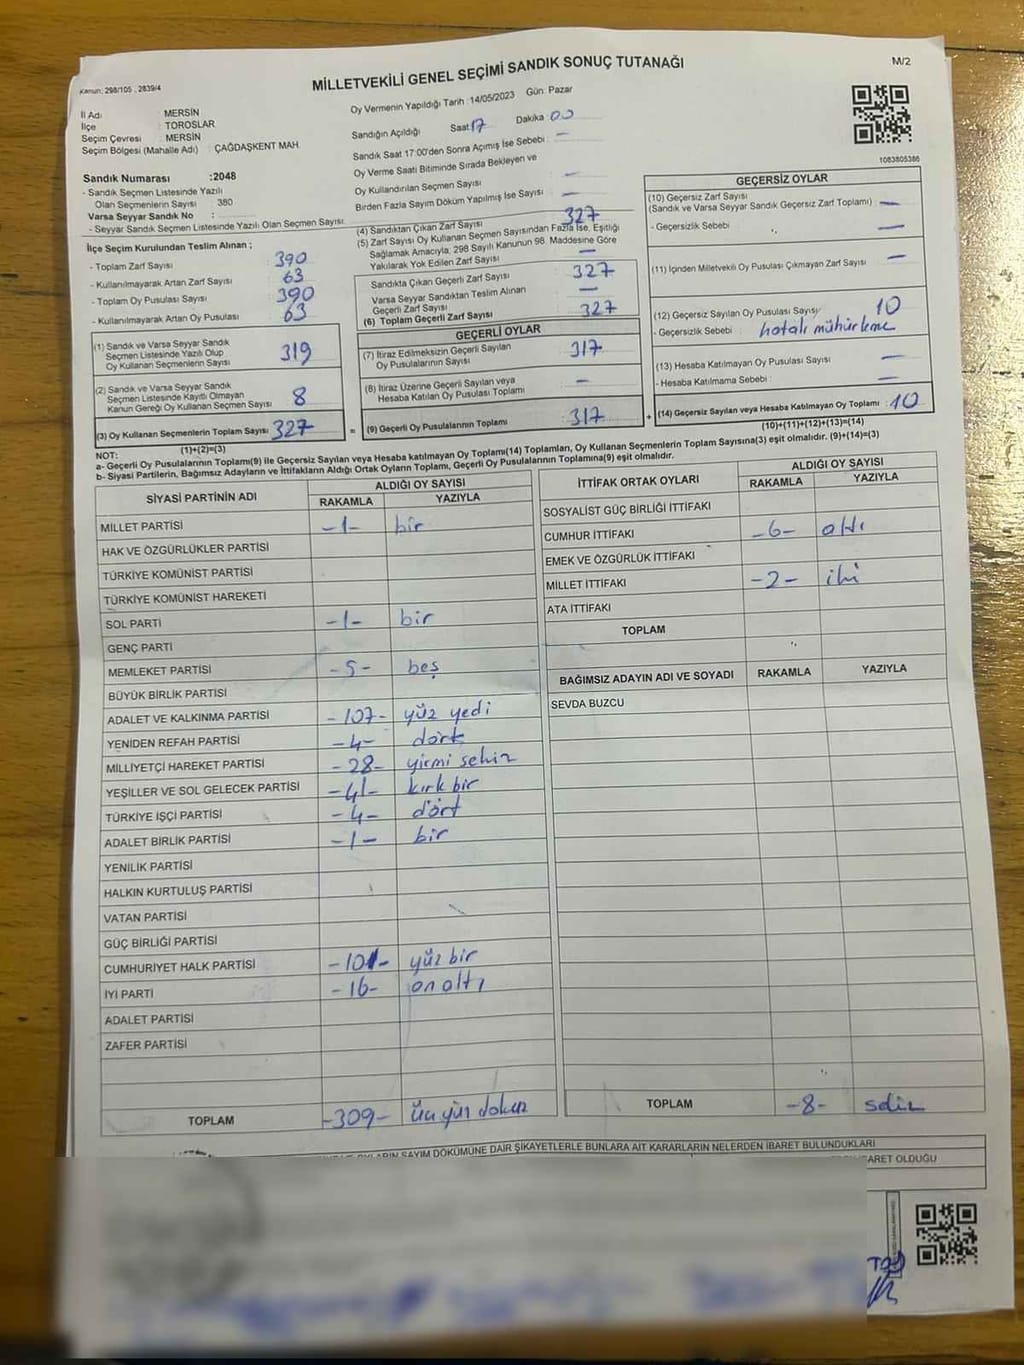 Kanun: 298/105 , 2839/4
MİLLETVEKİLİ GENEL SEÇİMİ SANDIK SONUÇ TUTANAĞI
M/2
İl Adı MERSİN
İlçe TOROSLAR
Seçim Çevresi MERSİN
Seçim Bölgesi (Mahalle Adı) ÇAĞDAŞKENT MAH.
Oy Vermenin Yapıldığı Tarih :14/05/2023 Gün: Pazar
Sandığın Açıldığı Saat 17 Dakika 00
Sandık Saat 17:00'den Sonra Açımış İse Sebebi : —
Oy Verme Saati Bitiminde Sırada Bekleyen ve
Oy Kullandırılan Seçmen Sayısı —
Birden Fazla Sayım Döküm Yapılmış İse Sayısı —
1083805386
Sandık Numarası :2048
- Sandık Seçmen Listesinde Yazılı
Olan Seçmenlerin Sayısı : 380
Varsa Seyyar Sandık No :
- Seyyar Sandık Seçmen Listesinde Yazılı Olan Seçmen Sayısı:
İlçe Seçim Kurulundan Teslim Alınan ;
- Toplam Zarf Sayısı 390
- Kullanılmayarak Artan Zarf Sayısı 63
- Toplam Oy Pusulası Sayısı 390
- Kullanılmayarak Artan Oy Pusulası 63
(1) Sandık ve Varsa Seyyar Sandık
Seçmen Listesinde Yazılı Olup
Oy Kullanan Seçmenlerin Sayısı 319
(2) Sandık ve Varsa Seyyar Sandık
Seçmen Listesinde Kayıtlı Olmayan
Kanun Gereği Oy Kullanan Seçmen Sayısı 8
(3) Oy Kullanan Seçmenlerin Toplam Sayısı 327
(1)+(2)=(3)
(4) Sandıktan Çıkan Zarf Sayısı 327
(5) Zarf Sayısı Oy Kullanan Seçmen Sayısından Fazla İse, Eşitliği
Sağlamak Amacıyla, 298 Sayılı Kanunun 98. Maddesine Göre
Yakılarak Yok Edilen Zarf Sayısı —
Sandıkta Çıkan Geçerli Zarf Sayısı 327
Varsa Seyyar Sandıktan Teslim Alınan
Geçerli Zarf Sayısı —
(6) Toplam Geçerli Zarf Sayısı 327
GEÇERLİ OYLAR
(7) İtiraz Edilmeksizin Geçerli Sayılan
Oy Pusulalarının Sayısı 317
(8) İtiraz Üzerine Geçerli Sayılan veya
Hesaba Katılan Oy Pusulası Toplamı —
= (9) Geçerli Oy Pusulalarının Toplamı 317
GEÇERSİZ OYLAR
(10) Geçersiz Zarf Sayısı
(Sandık ve Varsa Seyyar Sandık Geçersiz Zarf Toplamı) —
- Geçersizlik Sebebi : —
(11) İçinden Milletvekili Oy Pusulası Çıkmayan Zarf Sayısı —
(12) Geçersiz Sayılan Oy Pusulası Sayısı 10
- Geçersizlik Sebebi : hatalı mühürleme
(13) Hesaba Katılmayan Oy Pusulası Sayısı —
- Hesaba Katılmama Sebebi : —
+ (14) Geçersiz Sayılan veya Hesaba Katılmayan Oy Toplamı : 10
(10)+(11)+(12)+(13)=(14)
NOT:
a- Geçerli Oy Pusulalarının Toplamı(9) ile Geçersiz Sayılan veya Hesaba katılmayan Oy Toplamı(14) Toplamları, Oy Kullanan Seçmenlerin Toplam Sayısına(3) eşit olmalıdır. (9)+(14)=(3)
b- Siyasi Partilerin, Bağımsız Adayların ve İttifakların Aldığı Ortak Oyların Toplamı, Geçerli Oy Pusulalarının Toplamına(9) eşit olmalıdır.
SİYASİ PARTİNİN ADI ALDIĞI OY SAYISI
RAKAMLA YAZIYLA
MİLLET PARTİSİ -1- bir
HAK VE ÖZGÜRLÜKLER PARTİSİ
TÜRKİYE KOMÜNİST PARTİSİ
TÜRKİYE KOMÜNİST HAREKETİ
SOL PARTİ -1- bir
GENÇ PARTİ
MEMLEKET PARTİSİ -5- beş
BÜYÜK BİRLİK PARTİSİ
ADALET VE KALKINMA PARTİSİ -107- yüz yedi
YENİDEN REFAH PARTİSİ -4- dört
MİLLİYETÇİ HAREKET PARTİSİ -28- yirmi sekiz
YEŞİLLER VE SOL GELECEK PARTİSİ -41- kırk bir
TÜRKİYE İŞÇİ PARTİSİ -4- dört
ADALET BİRLİK PARTİSİ -1- bir
YENİLİK PARTİSİ
HALKIN KURTULUŞ PARTİSİ
VATAN PARTİSİ
GÜÇ BİRLİĞİ PARTİSİ
CUMHURİYET HALK PARTİSİ -101- yüz bir
İYİ PARTİ -16- on altı
ADALET PARTİSİ
ZAFER PARTİSİ
TOPLAM -309- üç yüz dokuz
İTTİFAK ORTAK OYLARI ALDIĞI OY SAYISI
RAKAMLA YAZIYLA
SOSYALİST GÜÇ BİRLİĞİ İTTİFAKI
CUMHUR İTTİFAKI -6- altı
EMEK VE ÖZGÜRLÜK İTTİFAKI
MİLLET İTTİFAKI -2- iki
ATA İTTİFAKI
TOPLAM
BAĞIMSIZ ADAYIN ADI VE SOYADI RAKAMLA YAZIYLA
SEVDA BUZCU
TOPLAM -8- sekiz
SAYIM DÖKÜMÜNE DAİR ŞİKAYETLERLE BUNLARA AİT KARARLARIN NELERDEN İBARET BULUNDUKLARI
OLDUĞU